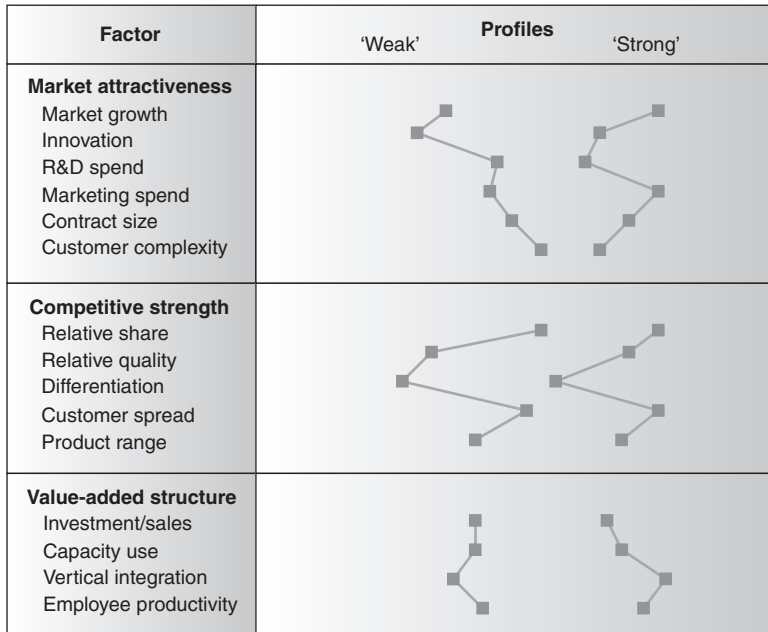 Factor
Profiles
‘Weak’
‘Strong’
Market attractiveness
Market growth
Innovation
R&D spend
Marketing spend
Contract size
Customer complexity
Competitive strength
Relative share
Relative quality
Differentiation
Customer spread
Product range
Value-added structure
Investment/sales
Capacity use
Vertical integration
Employee productivity